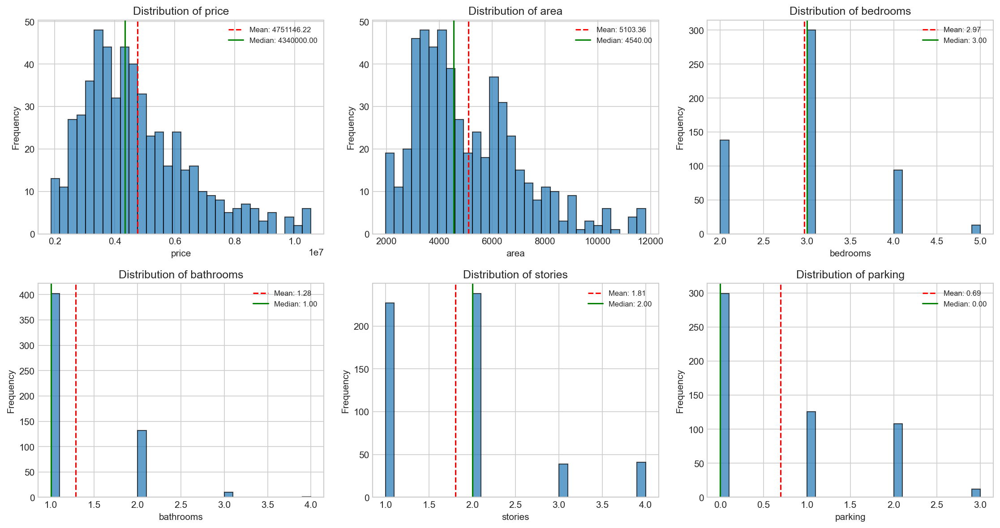 Distribution of price
Mean: 4751146.22
Median: 4340000.00
Frequency
50
40
30
20
10
0
0.2 0.4 0.6 0.8 1.0
1e7
price
Distribution of area
Mean: 5103.36
Median: 4540.00
Frequency
50
40
30
20
10
0
2000 4000 6000 8000 10000 12000
area
Distribution of bedrooms
Mean: 2.97
Median: 3.00
Frequency
300
250
200
150
100
50
0
2.0 2.5 3.0 3.5 4.0 4.5 5.0
bedrooms
Distribution of bathrooms
Mean: 1.28
Median: 1.00
Frequency
400
350
300
250
200
150
100
50
0
1.0 1.5 2.0 2.5 3.0 3.5 4.0
bathrooms
Distribution of stories
Mean: 1.81
Median: 2.00
Frequency
200
150
100
50
0
1.0 1.5 2.0 2.5 3.0 3.5 4.0
stories
Distribution of parking
Mean: 0.69
Median: 0.00
Frequency
300
250
200
150
100
50
0
0.0 0.5 1.0 1.5 2.0 2.5 3.0
parking